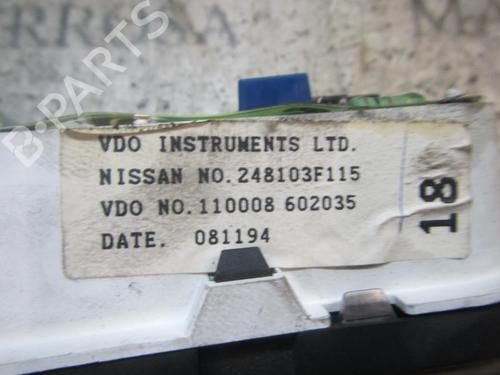 VDO INSTRUMENTS LTD.
NISSAN NO. 248103F115
VDO NO. 110008 602035
DATE. 081194
18
B-PARTS